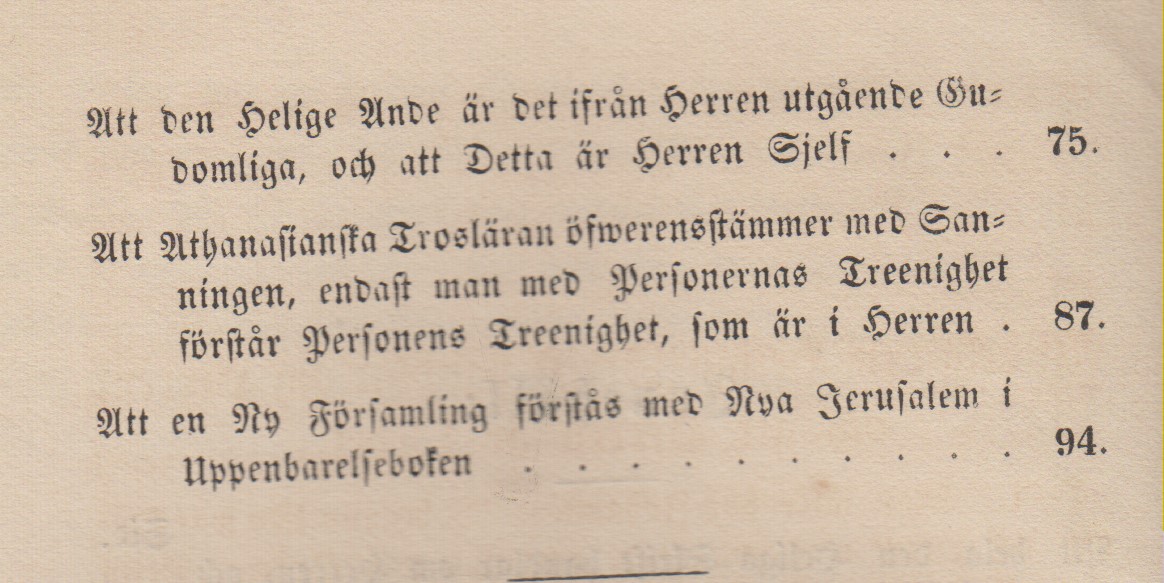 Att den Helige Ande är det ifrån Herren utgående Gu-
domliga, och att Detta är Herren Sjelf . . . 75.
Att Athanasianska Trosläran öfwerensstämmer med San-
ningen, endast man med Personernas Treenighet
förstår Personens Treenighet, som är i Herren . 87.
Att en Ny Församling förstås med Nya Jerusalem i
Uppenbarelseboken . . . . . . . . . . 94.